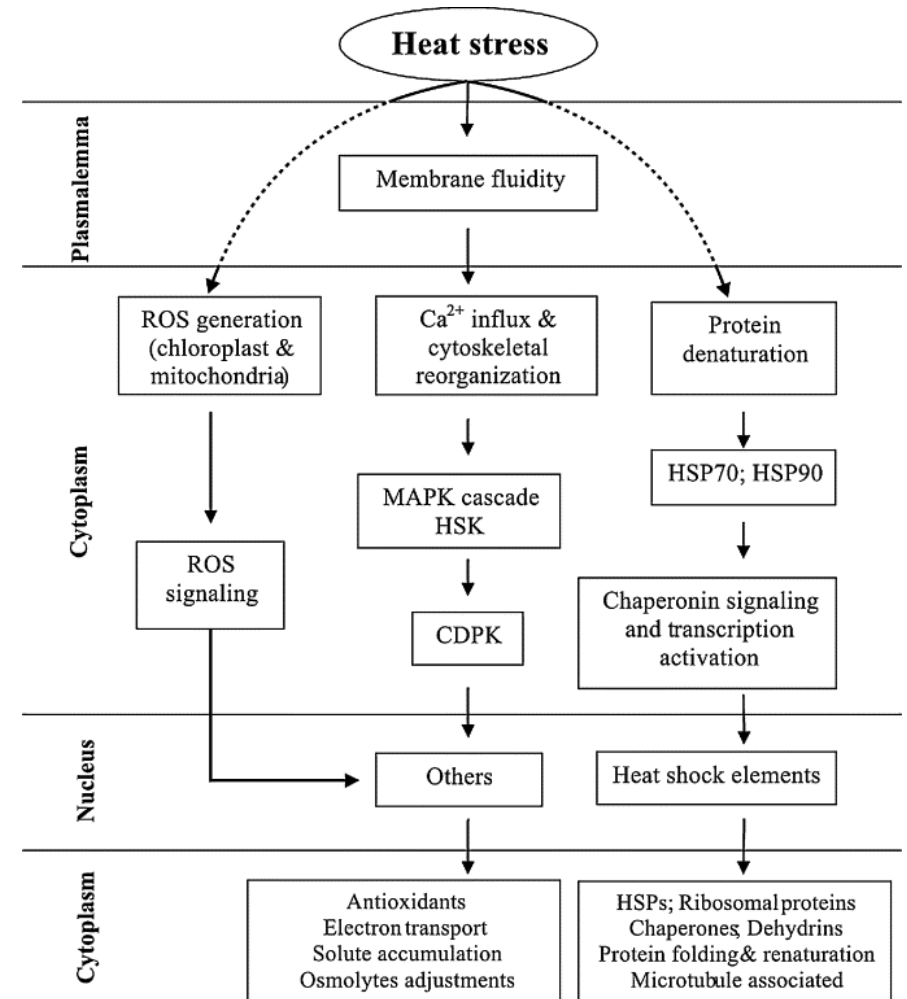 Heat stress
Plasmalemma
Membrane fluidity
Cytoplasm
ROS generation
(chloroplast &
mitochondria)
Ca²⁺ influx &
cytoskeletal
reorganization
Protein
denaturation
HSP70; HSP90
MAPK cascade
HSK
ROS
signaling
CDPK
Chaperonin signaling
and transcription
activation
Nucleus
Others
Heat shock elements
Cytoplasm
Antioxidants
Electron transport
Solute accumulation
Osmolytes adjustments
HSPs; Ribosomal proteins
Chaperones; Dehydrins
Protein folding & renaturation
Microtubule associated